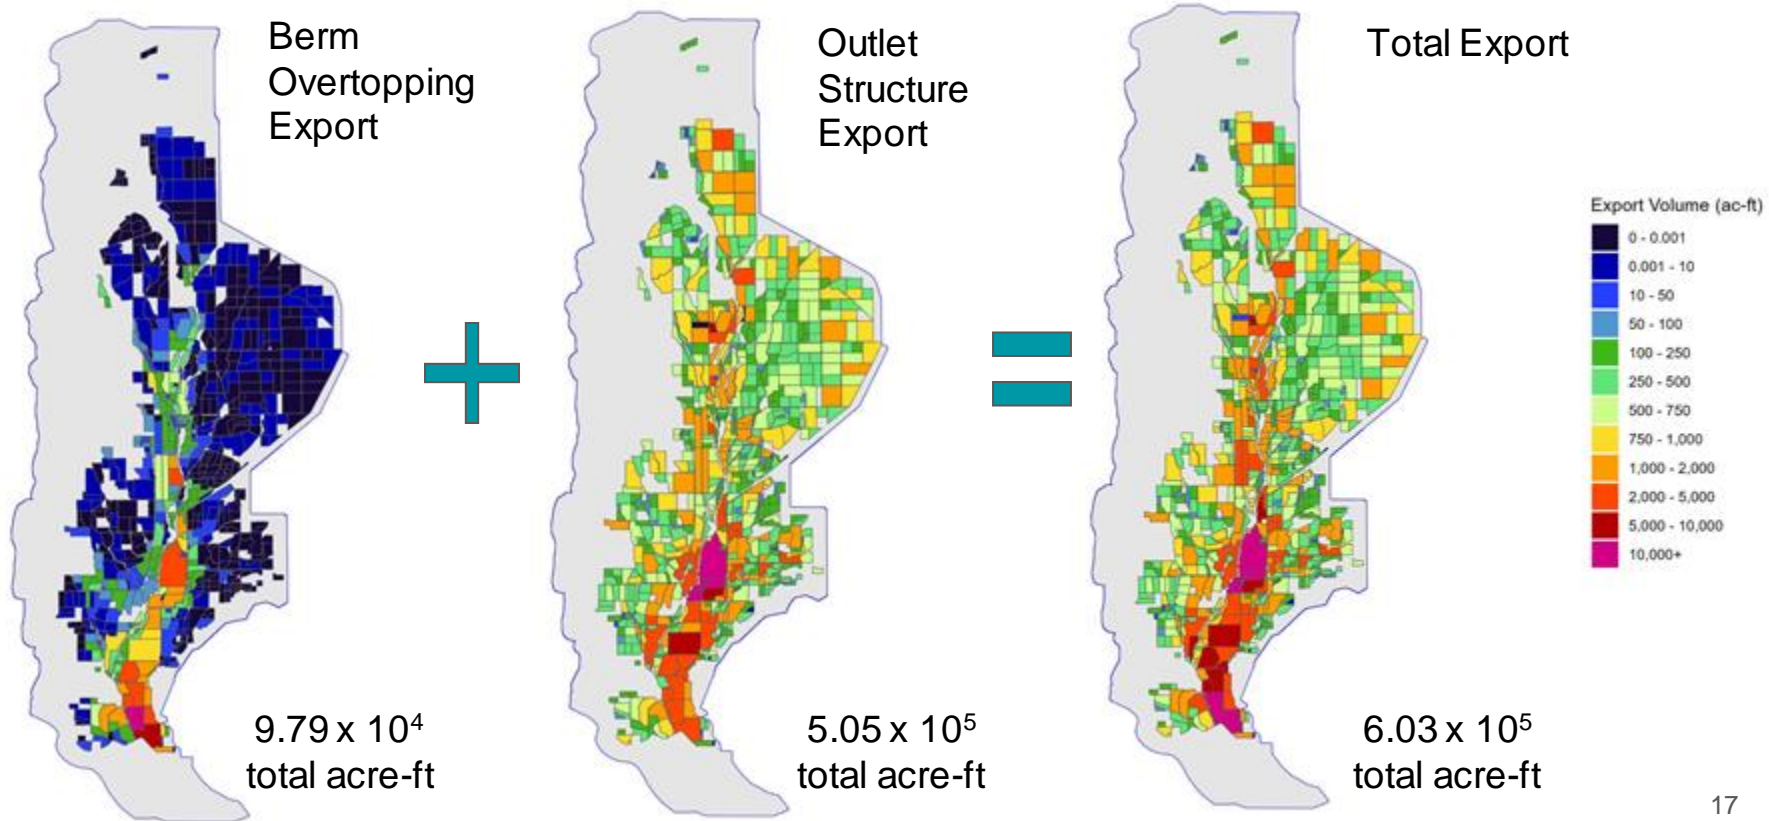 Berm
Overtopping
Export
Outlet
Structure
Export
Total Export
Export Volume (ac-ft)
0 - 0.001
0.001 - 10
10 - 50
50 - 100
100 - 250
250 - 500
500 - 750
750 - 1,000
1,000 - 2,000
2,000 - 5,000
5,000 - 10,000
10,000+
9.79 x 10⁴
total acre-ft
5.05 x 10⁵
total acre-ft
6.03 x 10⁵
total acre-ft
17